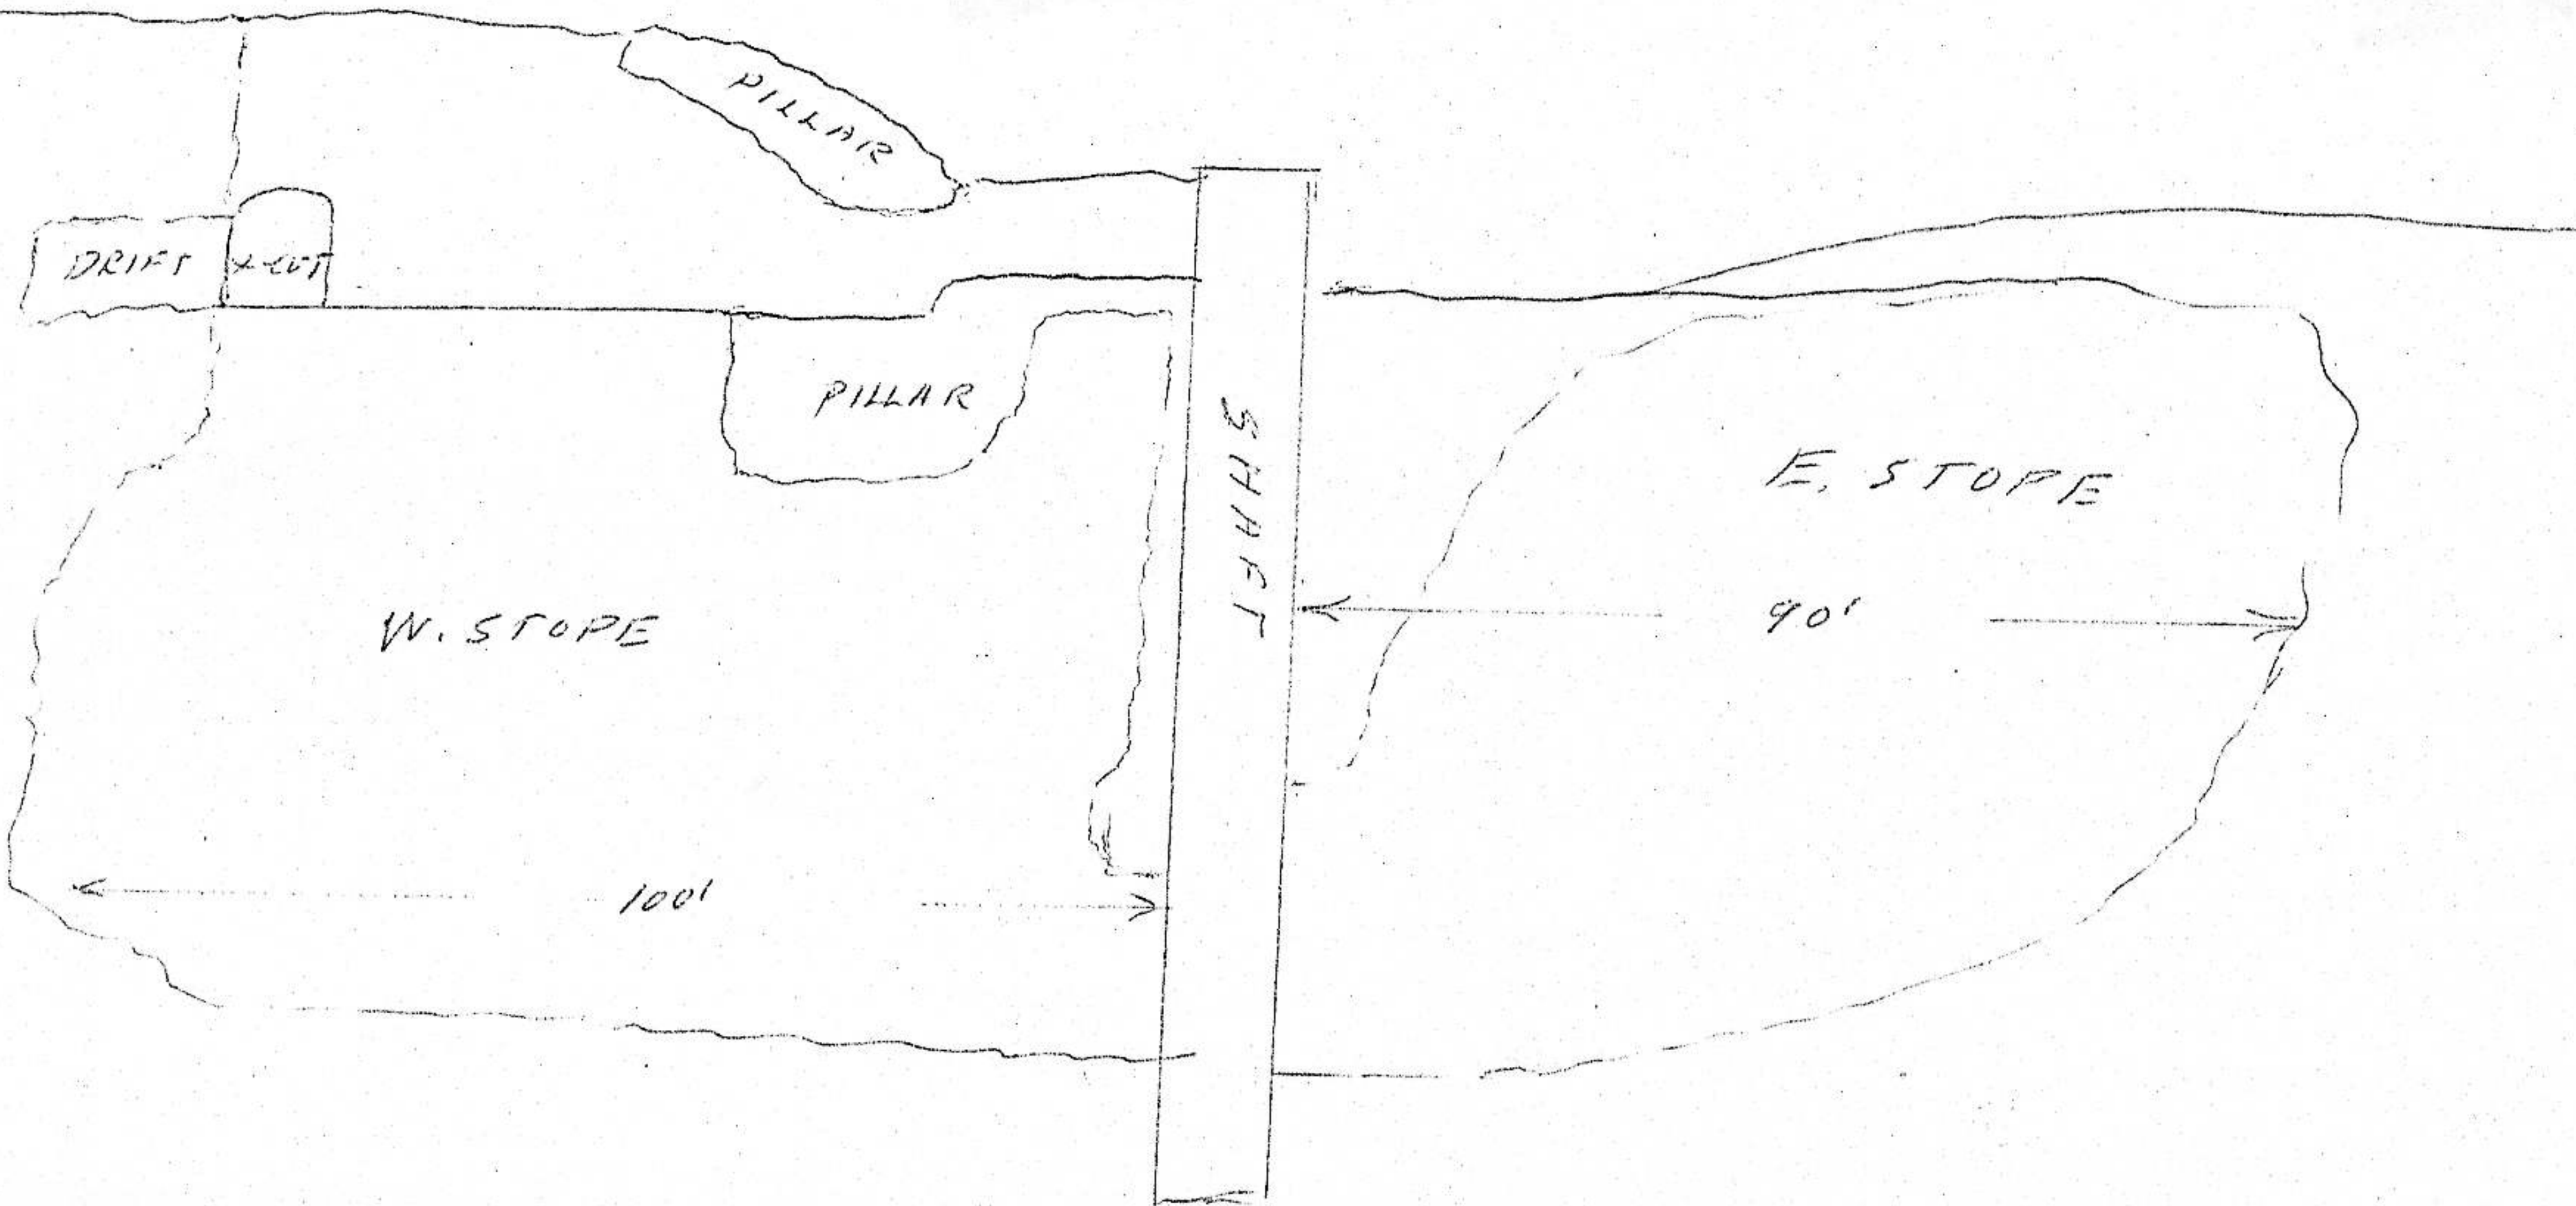 PILLAR
DRIFT
X-CUT
PILLAR
SHAFT
E. STOPE
W. STOPE
90'
100'